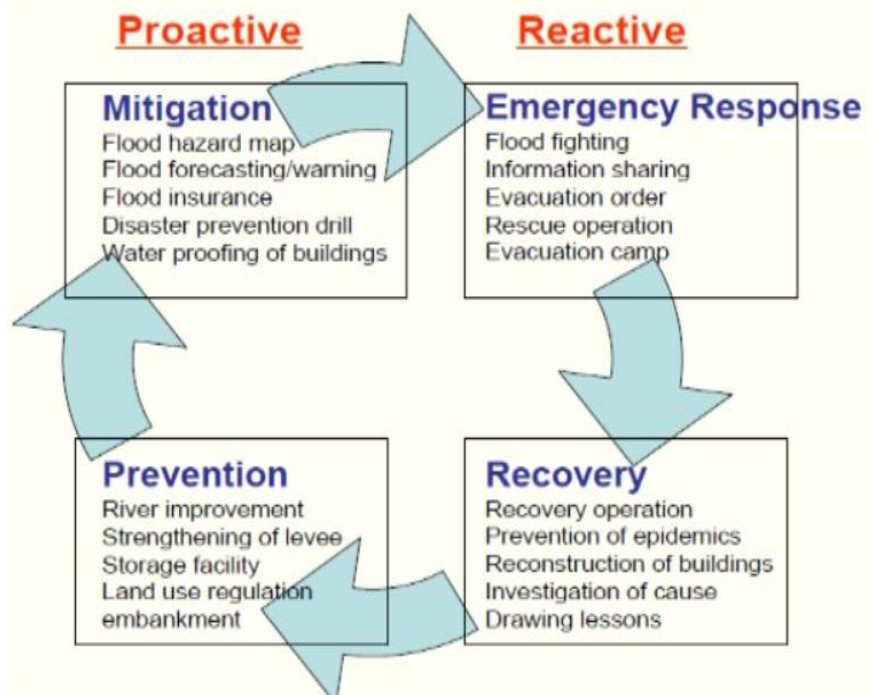 Proactive
Reactive
Mitigation
Flood hazard map
Flood forecasting/warning
Flood insurance
Disaster prevention drill
Water proofing of buildings
Emergency Response
Flood fighting
Information sharing
Evacuation order
Rescue operation
Evacuation camp
Prevention
River improvement
Strengthening of levee
Storage facility
Land use regulation
embankment
Recovery
Recovery operation
Prevention of epidemics
Reconstruction of buildings
Investigation of cause
Drawing lessons